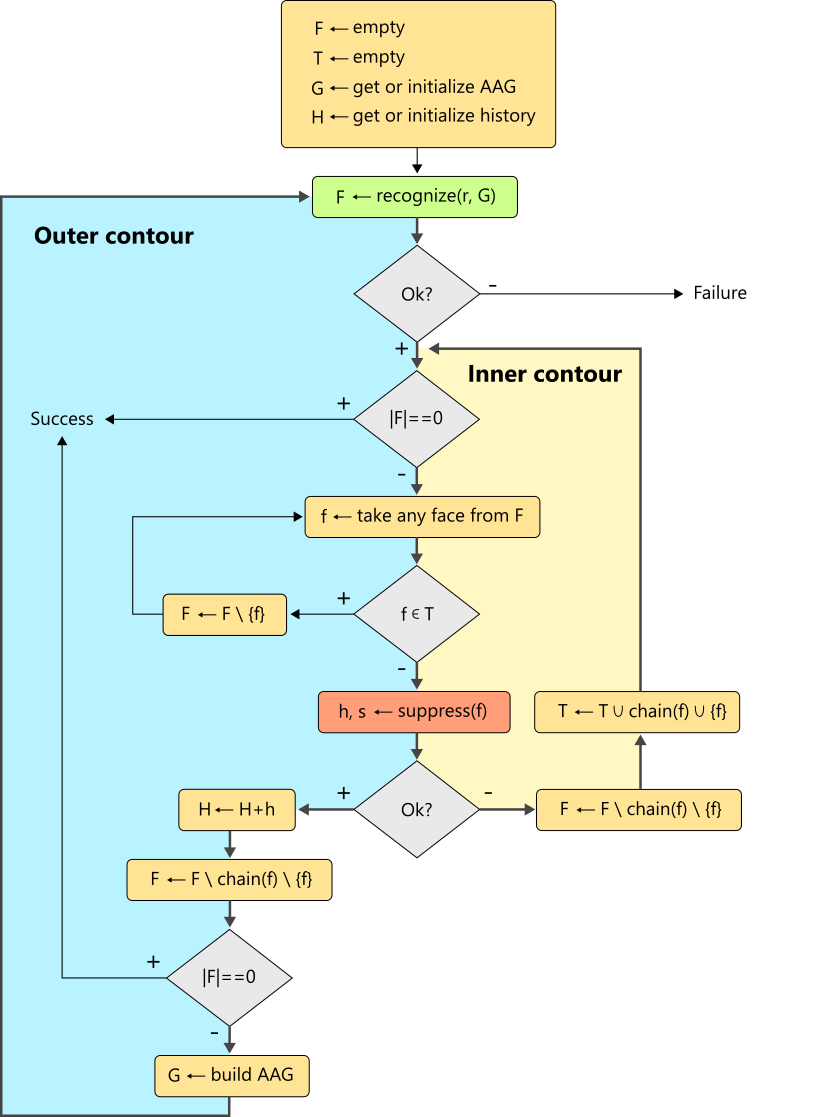 F ← empty
T ← empty
G ← get or initialize AAG
H ← get or initialize history
F ← recognize(r, G)
Outer contour
Ok?
-
Failure
+
Inner contour
+
|F|==0
Success
-
f ← take any face from F
+
f ∈ T
F ← F \ {f}
-
h, s ← suppress(f)
T ← T ∪ chain(f) ∪ {f}
+
Ok?
-
H ← H+h
F ← F \ chain(f) \ {f}
F ← F \ chain(f) \ {f}
+
|F|==0
-
G ← build AAG